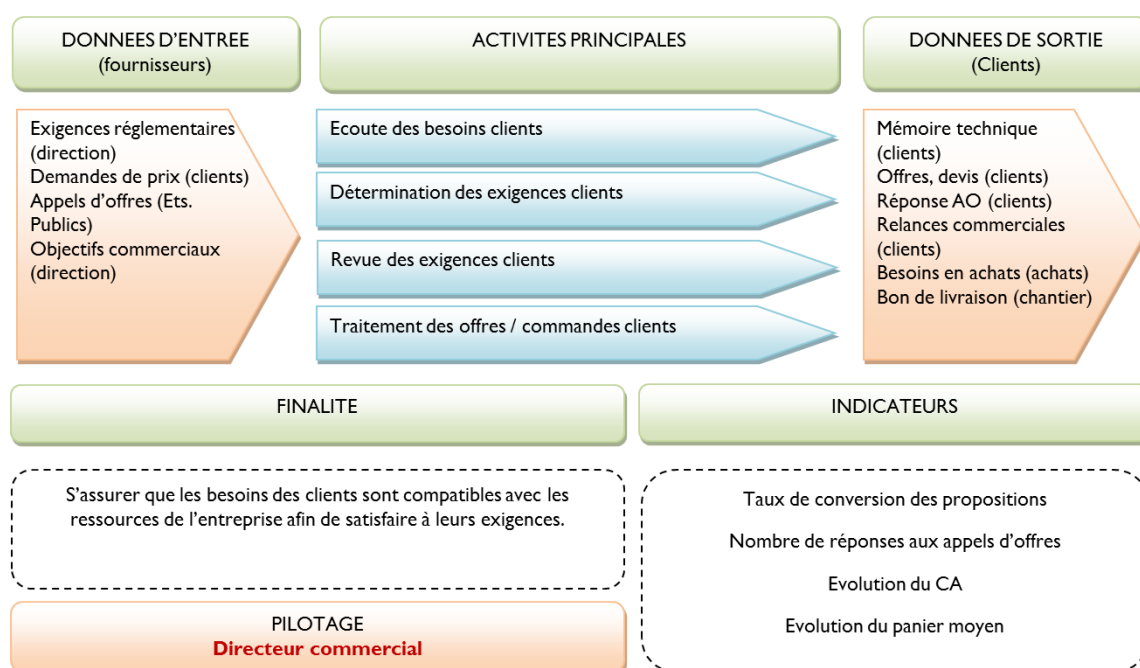 DONNEES D'ENTREE
(fournisseurs)
ACTIVITES PRINCIPALES
DONNEES DE SORTIE
(Clients)
Exigences réglementaires
(direction)
Demandes de prix (clients)
Appels d'offres (Ets.
Publics)
Objectifs commerciaux
(direction)
Ecoute des besoins clients
Détermination des exigences clients
Revue des exigences clients
Traitement des offres / commandes clients
Mémoire technique
(clients)
Offres, devis (clients)
Réponse AO (clients)
Relances commerciales
(clients)
Besoins en achats (achats)
Bon de livraison (chantier)
FINALITE
S'assurer que les besoins des clients sont compatibles avec les
ressources de l'entreprise afin de satisfaire à leurs exigences.
PILOTAGE
Directeur commercial
INDICATEURS
Taux de conversion des propositions
Nombre de réponses aux appels d'offres
Evolution du CA
Evolution du panier moyen